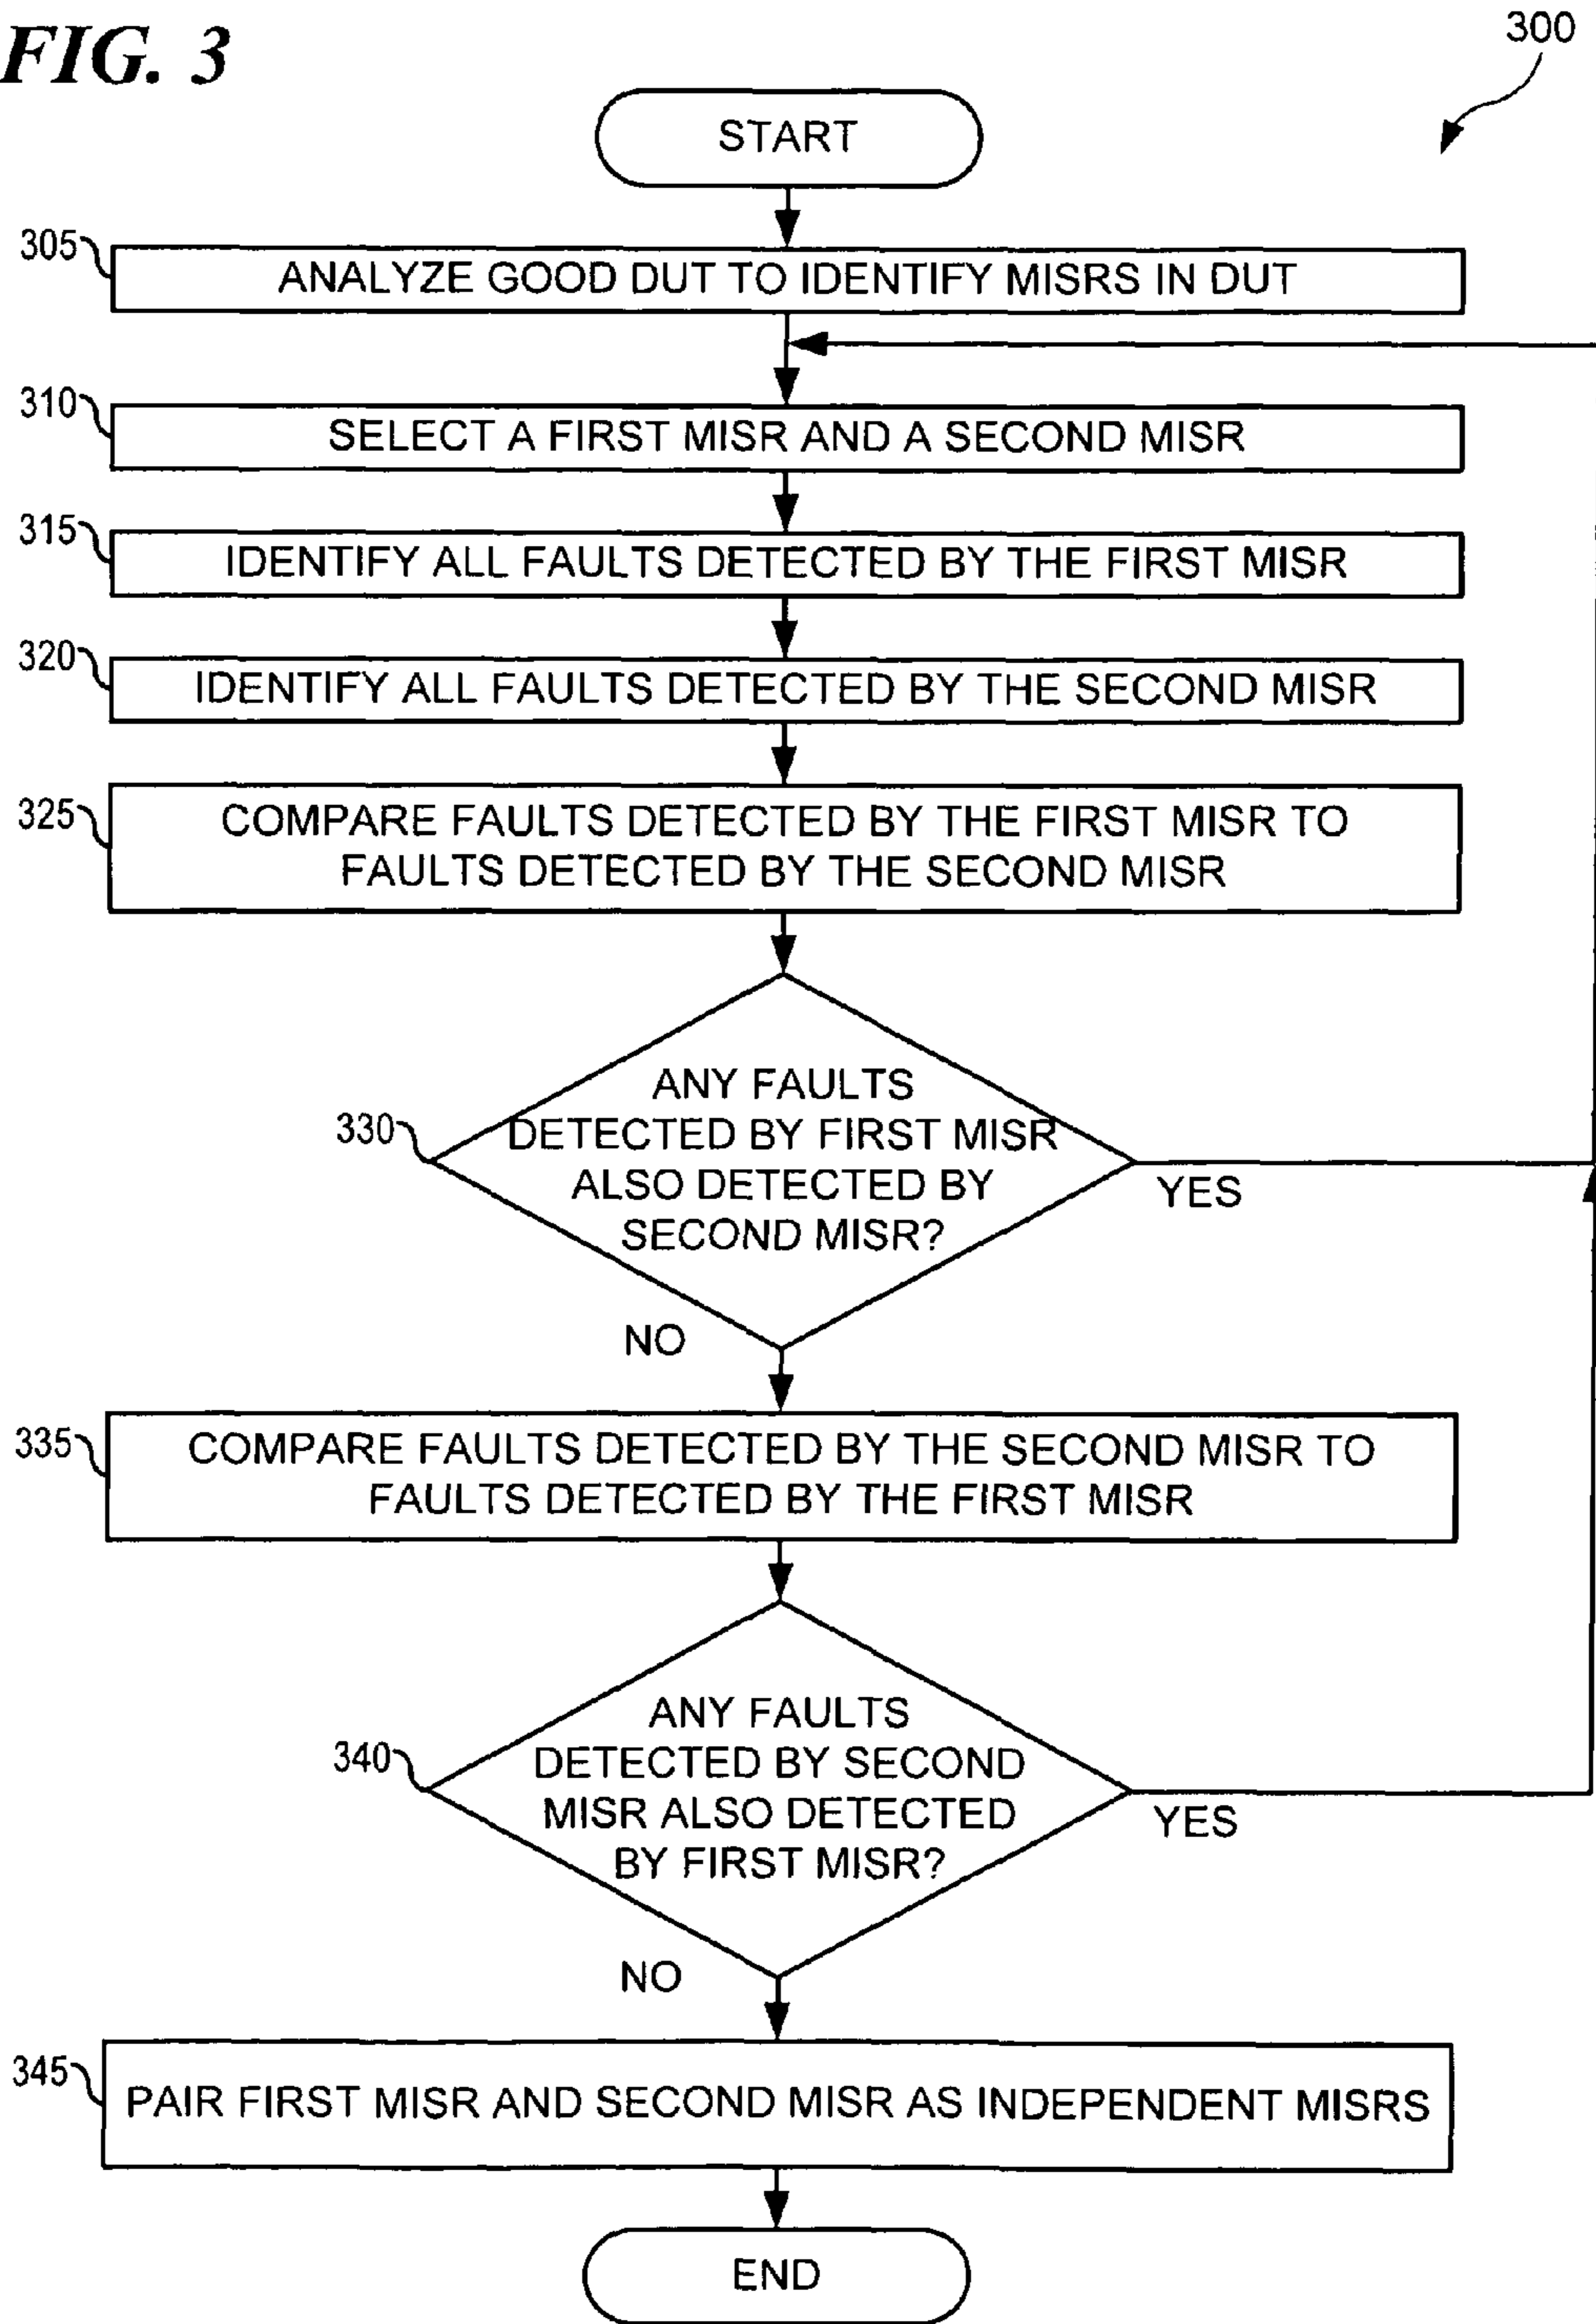 FIG. 3
300
START
305
ANALYZE GOOD DUT TO IDENTIFY MISRS IN DUT
310
SELECT A FIRST MISR AND A SECOND MISR
315
IDENTIFY ALL FAULTS DETECTED BY THE FIRST MISR
320
IDENTIFY ALL FAULTS DETECTED BY THE SECOND MISR
325
COMPARE FAULTS DETECTED BY THE FIRST MISR TO
FAULTS DETECTED BY THE SECOND MISR
330
ANY FAULTS
DETECTED BY FIRST MISR
ALSO DETECTED BY
SECOND MISR?
YES
NO
335
COMPARE FAULTS DETECTED BY THE SECOND MISR TO
FAULTS DETECTED BY THE FIRST MISR
340
ANY FAULTS
DETECTED BY SECOND
MISR ALSO DETECTED
BY FIRST MISR?
YES
NO
345
PAIR FIRST MISR AND SECOND MISR AS INDEPENDENT MISRS
END